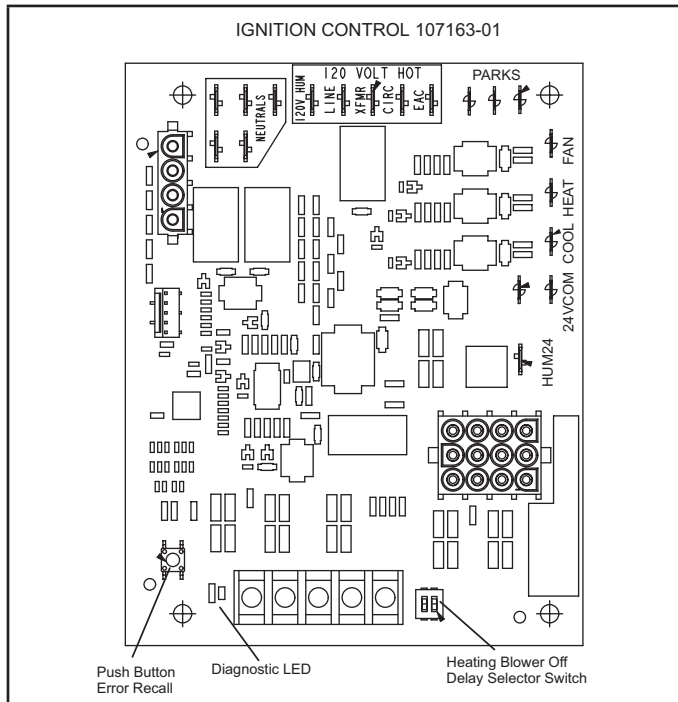 IGNITION CONTROL 107163-01
120 VOLT HOT
PARKS
120V HUM
LINE
XFMR
CIRC
EAC
NEUTRALS
FAN
HEAT
COOL
24VCOM
HUM24
Push Button
Error Recall
Diagnostic LED
Heating Blower Off
Delay Selector Switch